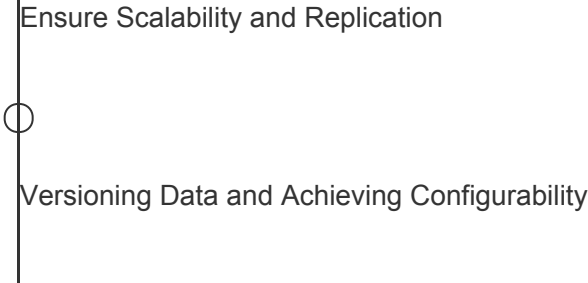 Ensure Scalability and Replication
Versioning Data and Achieving Configurability